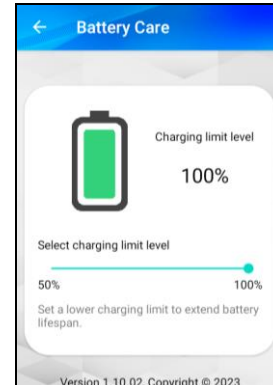 Battery Care
Charging limit level
100%
Select charging limit level
50%
100%
Set a lower charging limit to extend battery
lifespan.
Version 1.10.02, Copyright © 2023